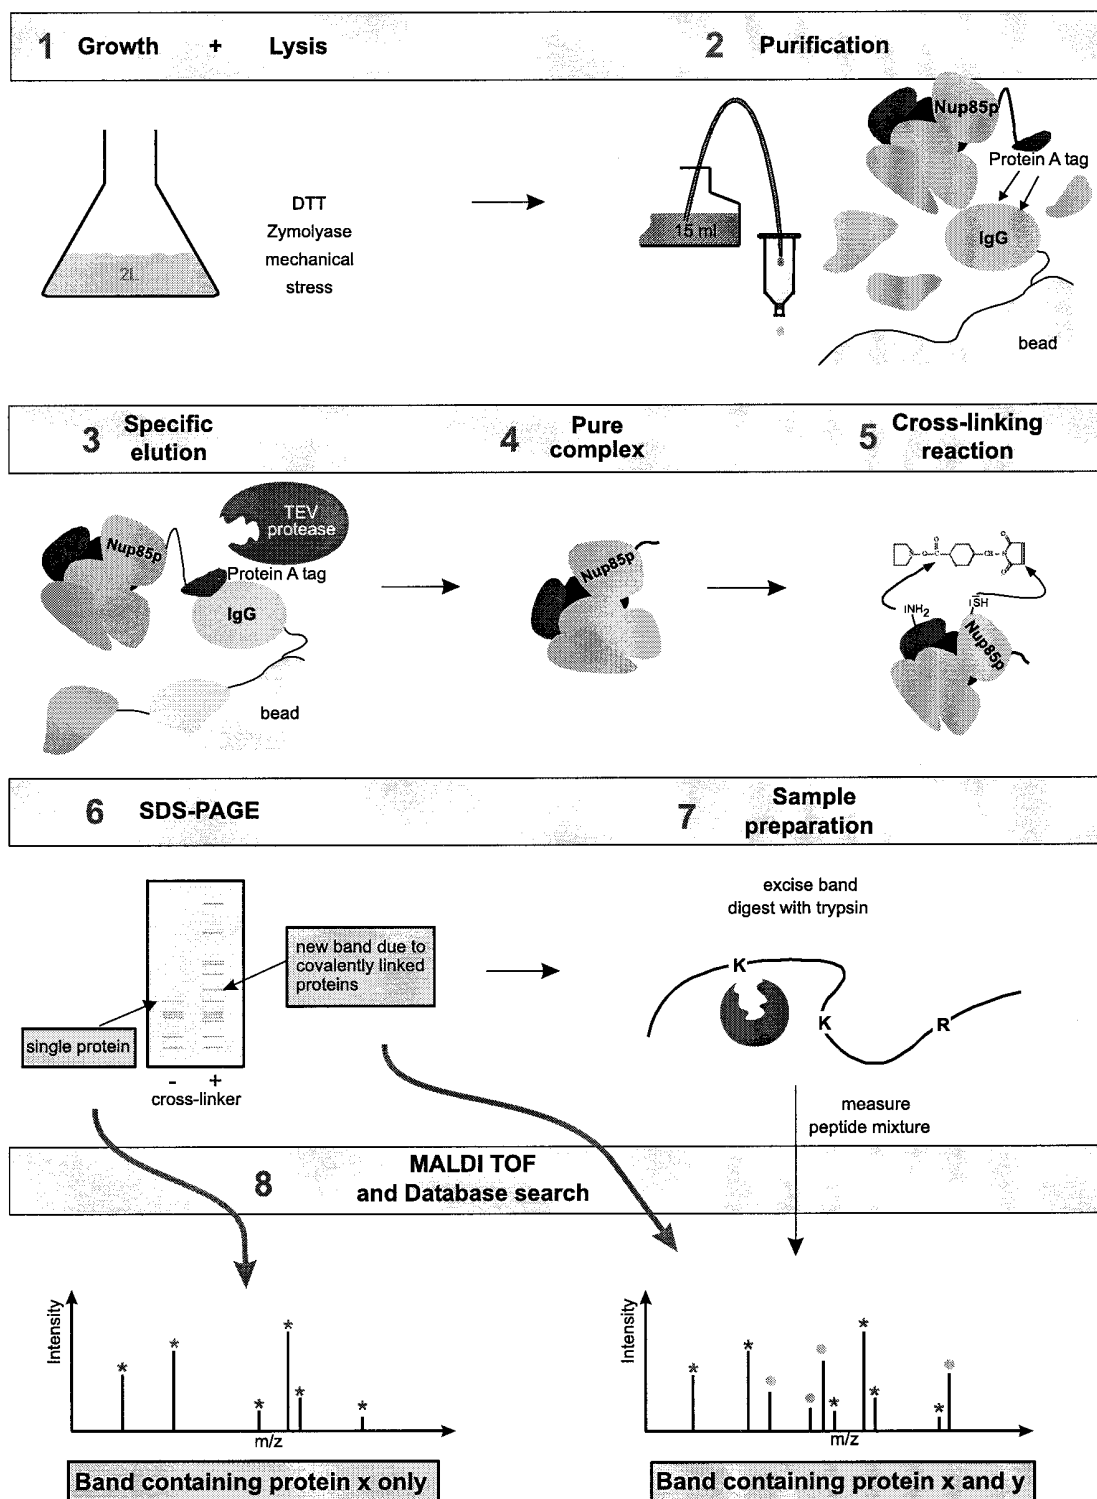 1 Growth + Lysis
2 Purification
2L
DTT
Zymolyase
mechanical
stress
15 ml
Nup85p
Protein A tag
IgG
bead
3 Specific
elution
4 Pure
complex
5 Cross-linking
reaction
Nup85p
TEV
protease
Protein A tag
IgG
bead
Nup85p
NH2
SH
Nup85p
6 SDS-PAGE
7 Sample
preparation
single protein
new band due to
covalently linked
proteins
- +
cross-linker
excise band
digest with trypsin
K
K
R
measure
peptide mixture
8 MALDI TOF
and Database search
Intensity
* * * * * *
m/z
Band containing protein x only
Intensity
* * * * * *
m/z
Band containing protein x and y